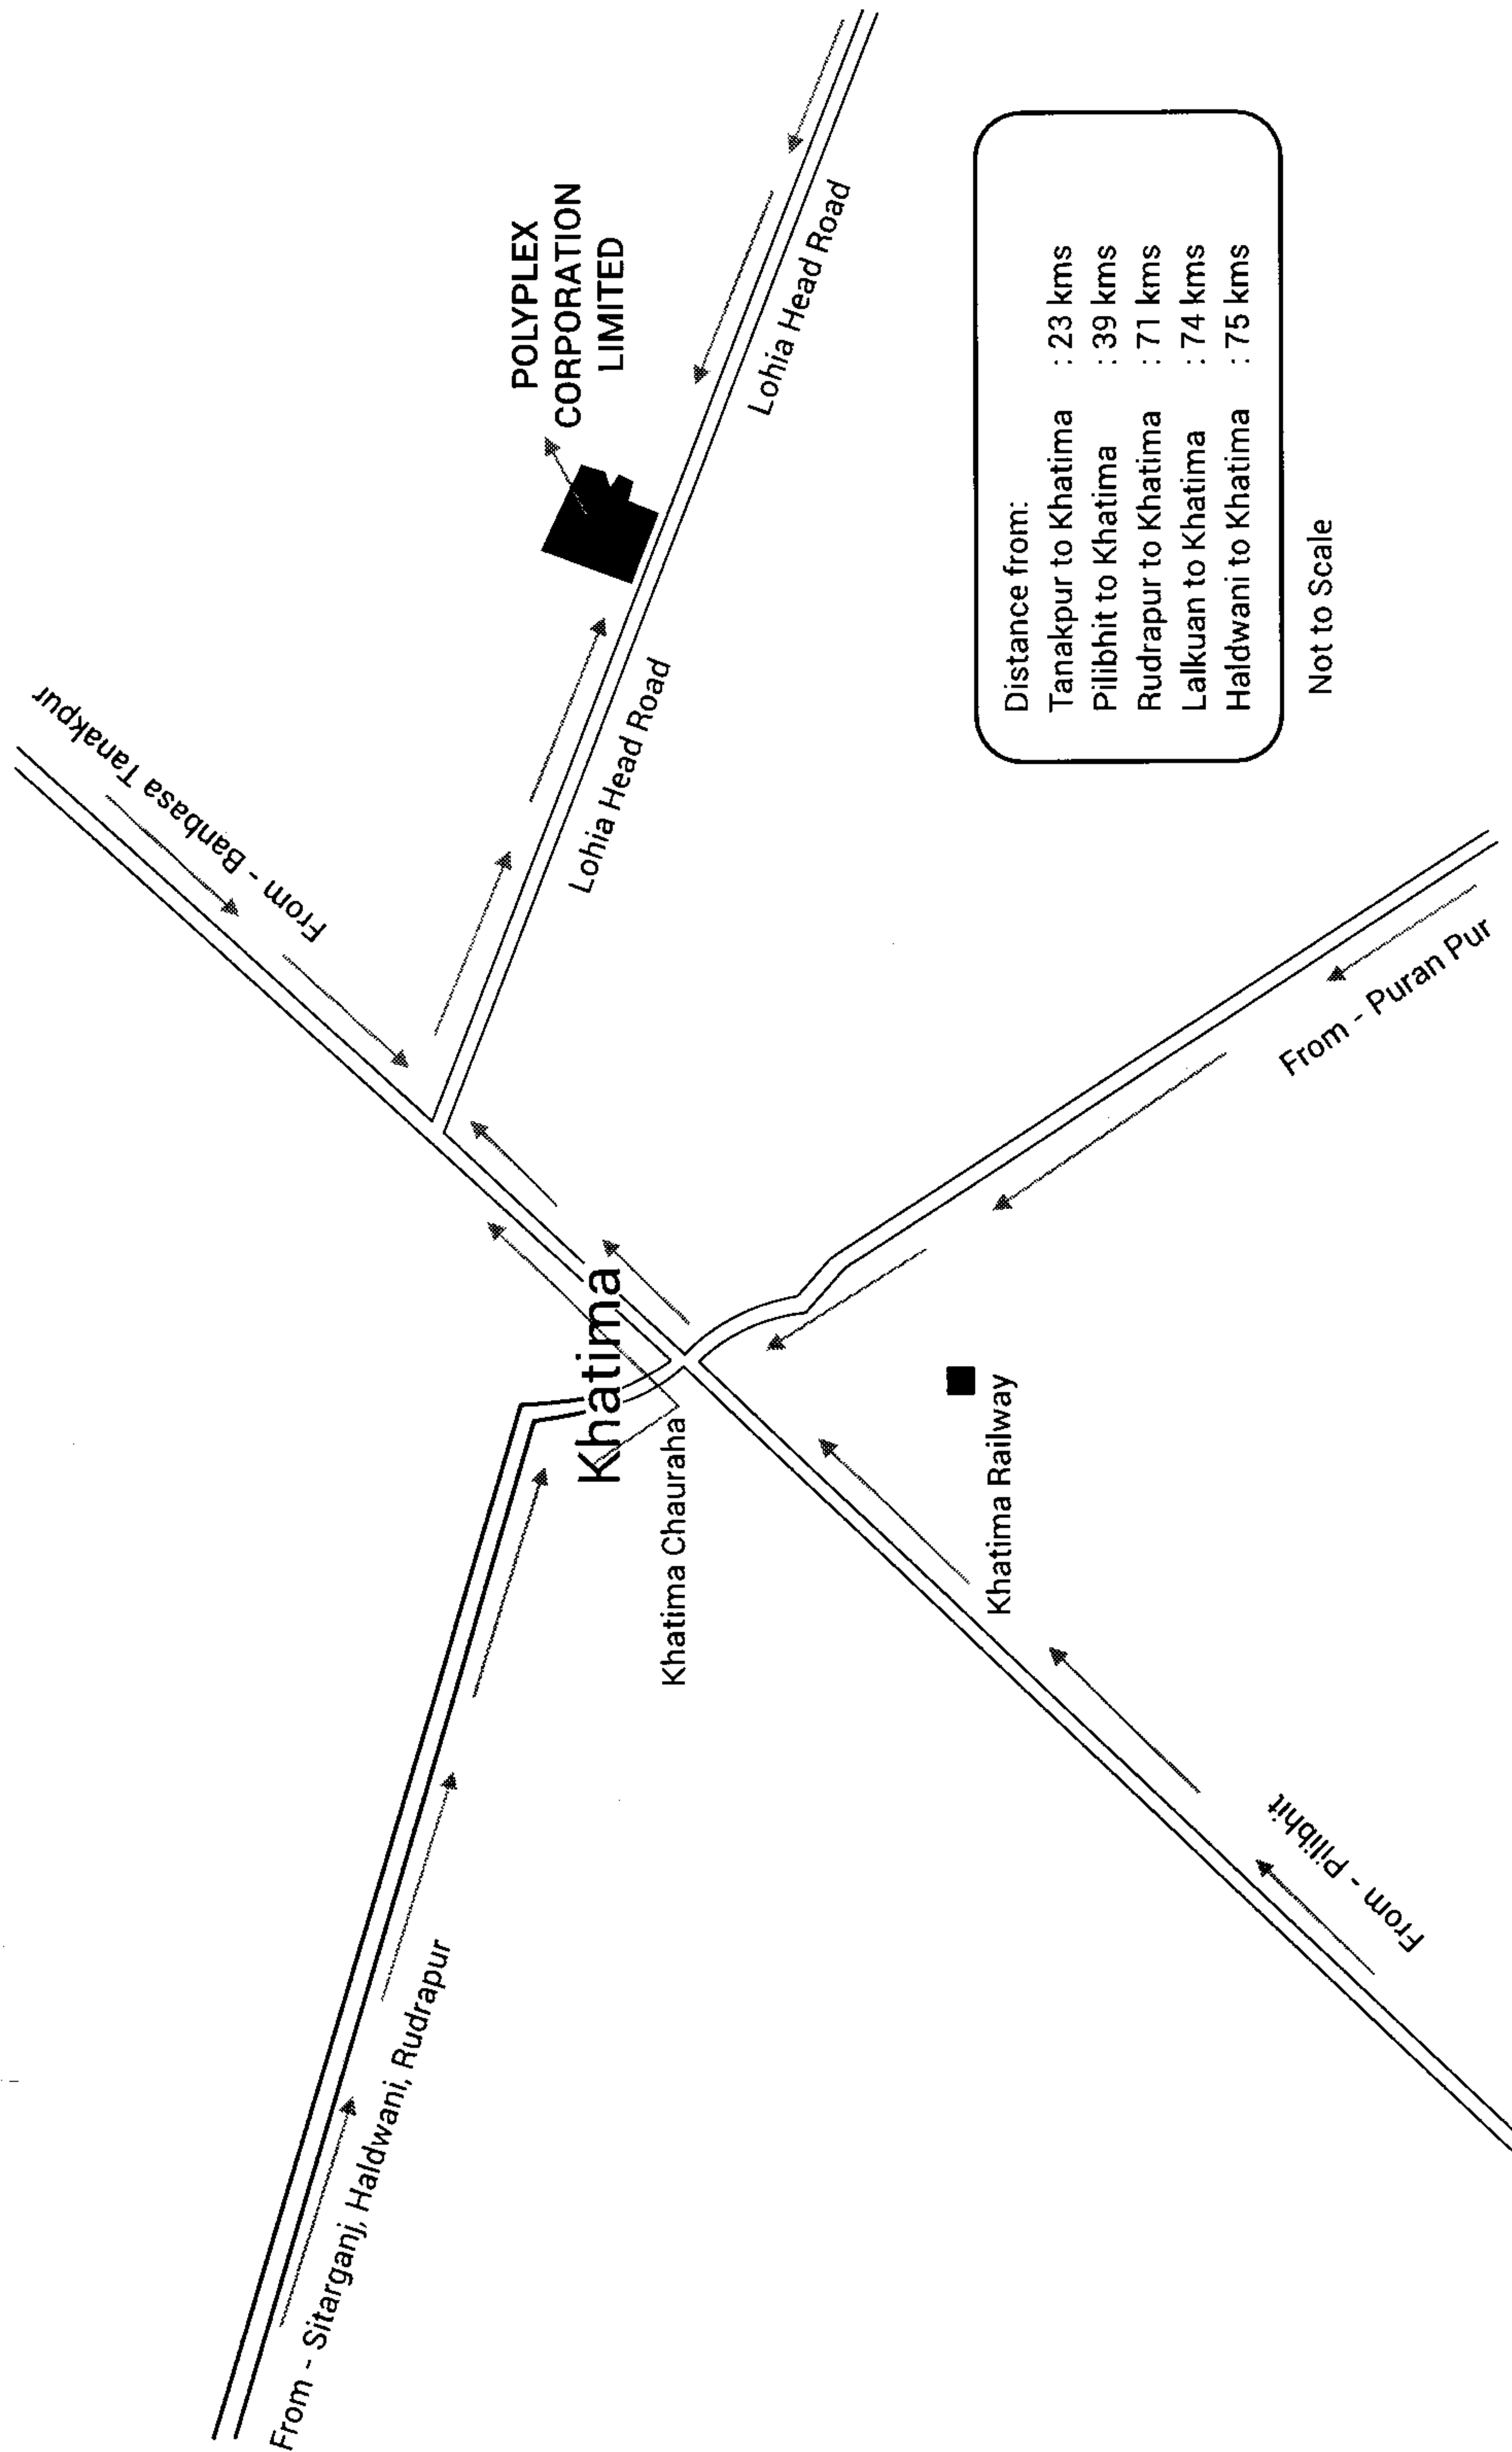 From - Sitarganj, Haldwani, Rudrapur
Khatima
Khatima Chauraha
From - Banbasa Tanakpur
POLYPLEX
CORPORATION
LIMITED
Lohia Head Road
Lohia Head Road
Khatima Railway
From - Pilibhit
From - Puran Pur
Distance from:
Tanakpur to Khatima : 23 kms
Pilibhit to Khatima : 39 kms
Rudrapur to Khatima : 71 kms
Lalkuan to Khatima : 74 kms
Haldwani to Khatima : 75 kms
Not to Scale